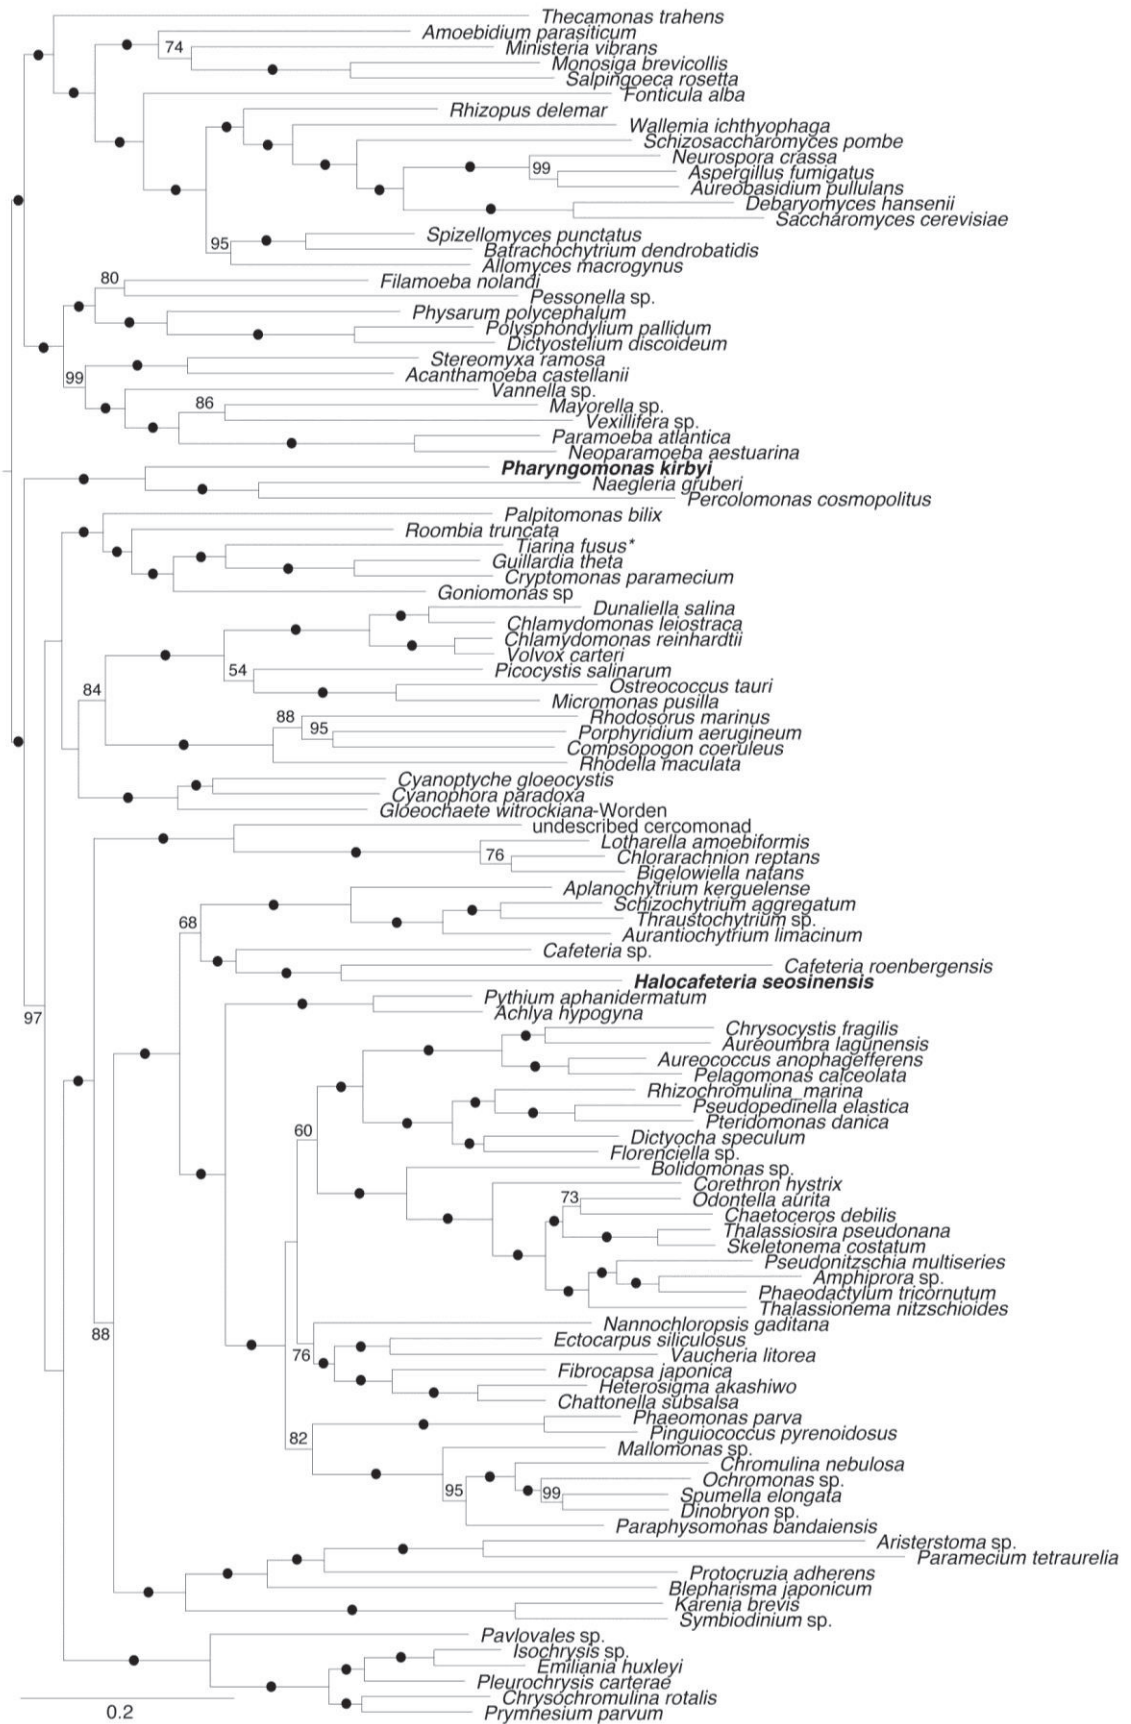 Thecamonas trahens
Amoebidium parasiticum
74
Ministeria vibrans
Monosiga brevicollis
Salpingoeca rosetta
Fonticula alba
Rhizopus delemar
Wallemia ichthyophaga
Schizosaccharomyces pombe
Neurospora crassa
99
Aspergillus fumigatus
Aureobasidium pullulans
Debaryomyces hansenii
Saccharomyces cerevisiae
Spizellomyces punctatus
95
Batrachochytrium dendrobatidis
Allomyces macrogynus
80
Filamoeba nolandi
Pessonella sp.
Physarum polycephalum
Polysphondylium pallidum
Dictyostelium discoideum
Stereomyxa ramosa
99
Acanthamoeba castellanii
Vannella sp.
86
Mayorella sp.
Vexillifera sp.
Paramoeba atlantica
Neoparamoeba aestuarina
Pharyngomonas kirbyi
Naegleria gruberi
Percolomonas cosmopolitus
Palpitomonas bilix
Roombia truncata
Tiarina fusus*
Guillardia theta
Cryptomonas paramecium
Goniomonas sp
Dunaliella salina
Chlamydomonas leiostraca
Chlamydomonas reinhardtii
Volvox carteri
54
Picocystis salinarum
Ostreococcus tauri
84
Micromonas pusilla
88
Rhodosorus marinus
95
Porphyridium aerugineum
Compsopogon coeruleus
Rhodella maculata
Cyanoptyche gloeocystis
Cyanophora paradoxa
Gloeochaete witrockiana-Worden
undescribed cercomonad
Lotharella amoebiformis
76
Chlorarachnion reptans
Bigelowiella natans
Aplanochytrium kerguelense
Schizochytrium aggregatum
68
Thraustochytrium sp.
Aurantiochytrium limacinum
Cafeteria sp.
Cafeteria roenbergensis
Halocafeteria seosinensis
Pythium aphanidermatum
97
Achlya hypogyna
Chrysocystis fragilis
Aureoumbra lagunensis
Aureococcus anophagefferens
Pelagomonas calceolata
Rhizochromulina_marina
Pseudopedinella elastica
Pteridomonas danica
60
Dictyocha speculum
Florenciella sp.
Bolidomonas sp.
Corethron hystrix
73
Odontella aurita
Chaetoceros debilis
Thalassiosira pseudonana
Skeletonema costatum
Pseudonitzschia multiseries
Amphiprora sp.
Phaeodactylum tricornutum
Thalassionema nitzschioides
Nannochloropsis gaditana
88
Ectocarpus siliculosus
76
Vaucheria litorea
Fibrocapsa japonica
Heterosigma akashiwo
Chattonella subsalsa
Phaeomonas parva
82
Pinguiococcus pyrenoidosus
Mallomonas sp.
Chromulina nebulosa
Ochromonas sp.
95
99
Spumella elongata
Dinobryon sp.
Paraphysomonas bandaiensis
Aristerstoma sp.
Paramecium tetraurelia
Protocruzia adherens
Blepharisma japonicum
Karenia brevis
Symbiodinium sp.
Pavlovales sp.
Isochrysis sp.
Emiliania huxleyi
Pleurochrysis carterae
Chrysochromulina rotalis
0.2
Prymnesium parvum